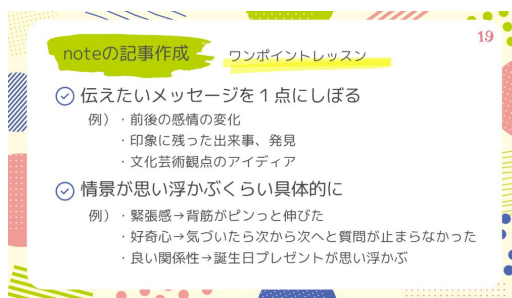 19
noteの記事作成 ワンポイントレッスン
伝えたいメッセージを1点にしぼる
例)・前後の感情の変化
・印象に残った出来事、発見
・文化芸術観点のアイディア
情景が思い浮かぶくらい具体的に
例)・緊張感→背筋がピンっと伸びた
・好奇心→気づいたら次から次へと質問が止まらなかった
・良い関係性→誕生日プレゼントが思い浮かぶ